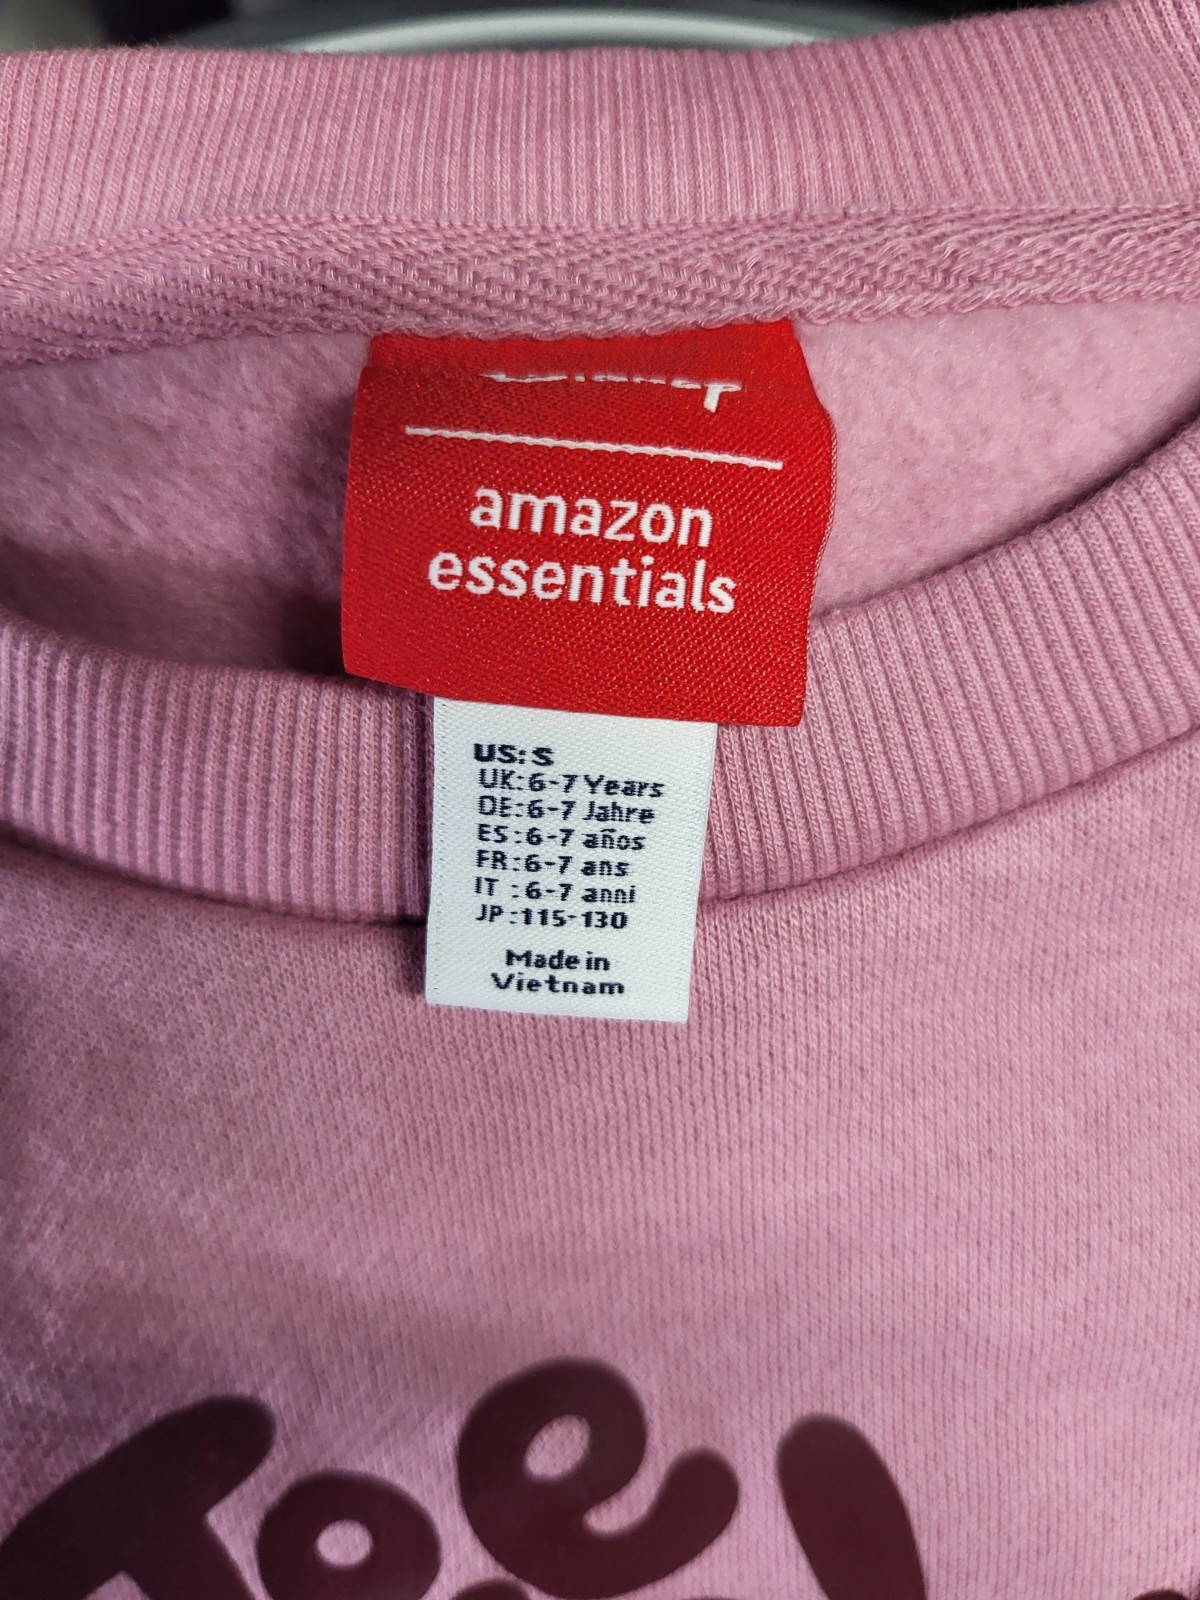 amazon
essentials
US: S
UK: 6-7 Years
DE: 6-7 Jahre
ES: 6-7 años
FR: 6-7 ans
IT : 6-7 anni
JP : 115-130
Made in
Vietnam